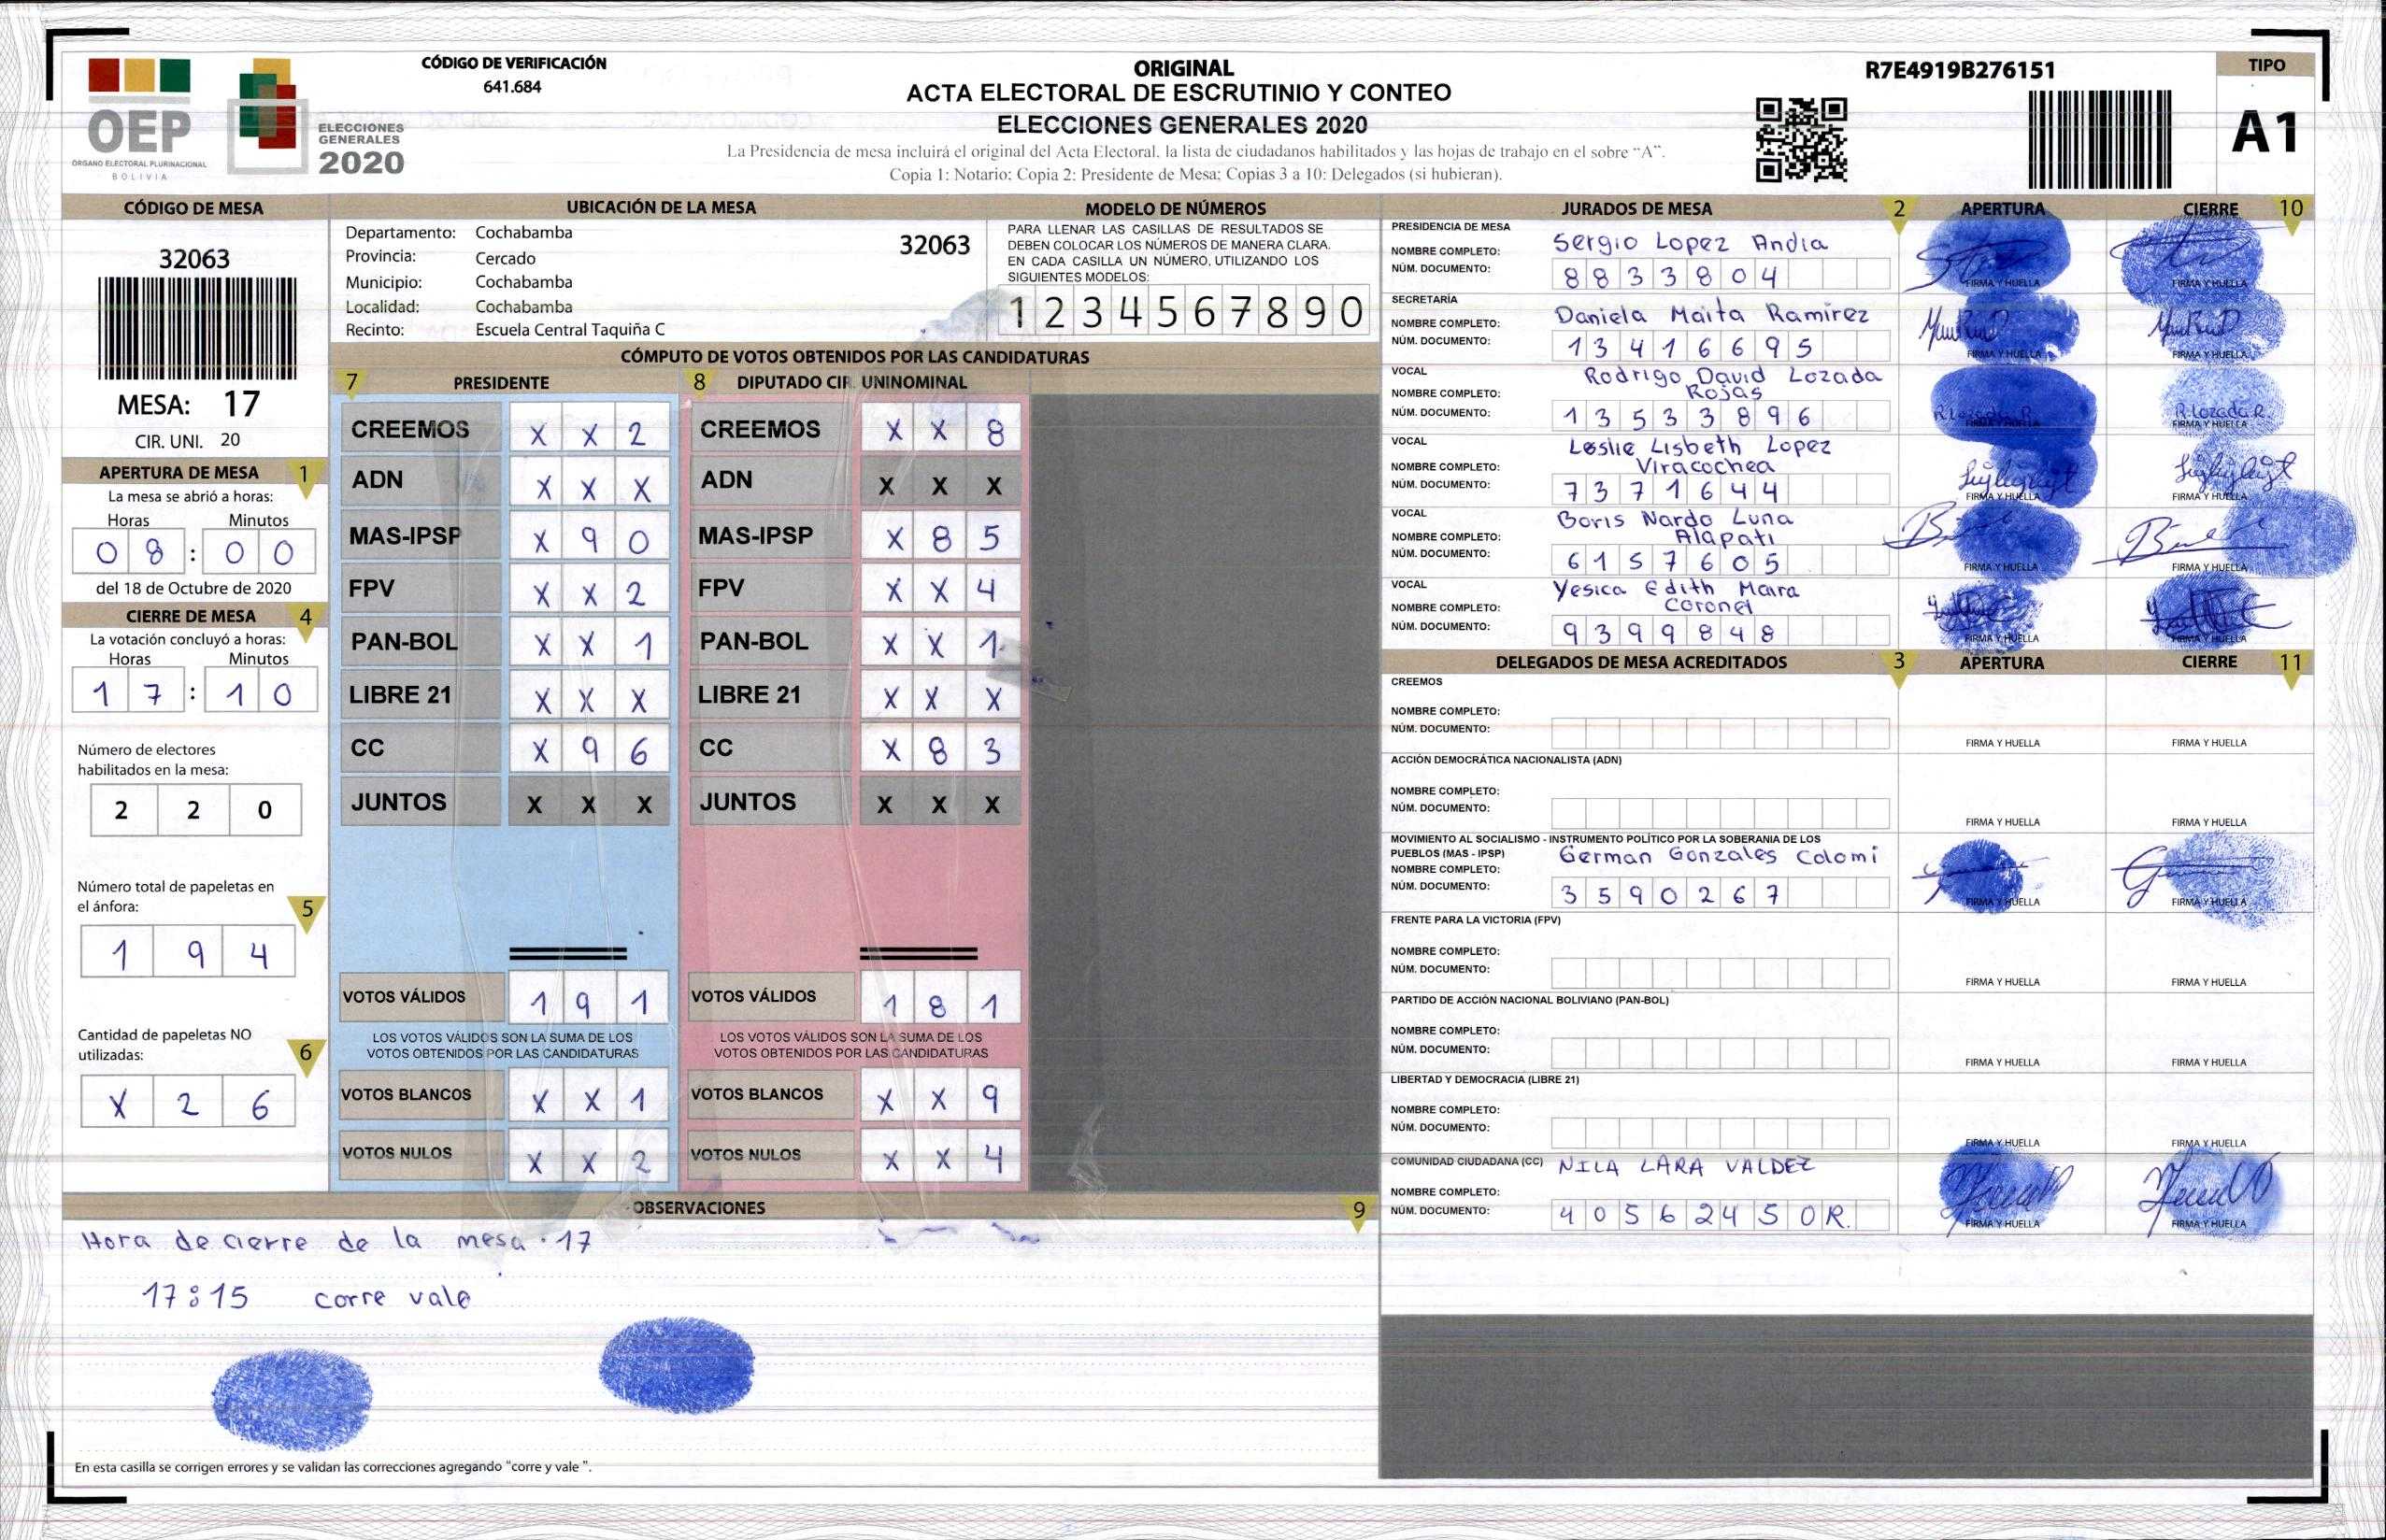 OEP
ÓRGANO ELECTORAL PLURINACIONAL
BOLIVIA
ELECCIONES
GENERALES
2020
CÓDIGO DE VERIFICACIÓN
641.684
ORIGINAL
ACTA ELECTORAL DE ESCRUTINIO Y CONTEO
ELECCIONES GENERALES 2020
La Presidencia de mesa incluirá el original del Acta Electoral, la lista de ciudadanos habilitados y las hojas de trabajo en el sobre “A”.
Copia 1: Notario; Copia 2: Presidente de Mesa; Copias 3 a 10: Delegados (si hubieran).
R7E4919B276151
TIPO
A1
CÓDIGO DE MESA
32063
MESA: 17
CIR. UNI. 20
APERTURA DE MESA 1
La mesa se abrió a horas:
Horas Minutos
0 8 : 0 0
del 18 de Octubre de 2020
CIERRE DE MESA 4
La votación concluyó a horas:
Horas Minutos
1 7 : 1 0
Número de electores
habilitados en la mesa:
2 2 0
Número total de papeletas en
el ánfora: 5
1 9 4
Cantidad de papeletas NO
utilizadas: 6
X 2 6
UBICACIÓN DE LA MESA
Departamento: Cochabamba
Provincia: Cercado
Municipio: Cochabamba
Localidad: Cochabamba
Recinto: Escuela Central Taquiña C
32063
MODELO DE NÚMEROS
PARA LLENAR LAS CASILLAS DE RESULTADOS SE
DEBEN COLOCAR LOS NÚMEROS DE MANERA CLARA.
EN CADA CASILLA UN NÚMERO, UTILIZANDO LOS
SIGUIENTES MODELOS:
1 2 3 4 5 6 7 8 9 0
CÓMPUTO DE VOTOS OBTENIDOS POR LAS CANDIDATURAS
7 PRESIDENTE
CREEMOS X X 2
ADN X X X
MAS-IPSP X 9 0
FPV X X 2
PAN-BOL X X 1
LIBRE 21 X X X
CC X 9 6
JUNTOS X X X
VOTOS VÁLIDOS 1 9 1
LOS VOTOS VÁLIDOS SON LA SUMA DE LOS
VOTOS OBTENIDOS POR LAS CANDIDATURAS
VOTOS BLANCOS X X 1
VOTOS NULOS X X 2
8 DIPUTADO CIR. UNINOMINAL
CREEMOS X X 8
ADN X X X
MAS-IPSP X 8 5
FPV X X 4
PAN-BOL X X 1
LIBRE 21 X X X
CC X 8 3
JUNTOS X X X
VOTOS VÁLIDOS 1 8 1
LOS VOTOS VÁLIDOS SON LA SUMA DE LOS
VOTOS OBTENIDOS POR LAS CANDIDATURAS
VOTOS BLANCOS X X 9
VOTOS NULOS X X 4
OBSERVACIONES 9
Hora de cierre de la mesa · 17
17:15 corre vale
En esta casilla se corrigen errores y se validan las correcciones agregando "corre y vale ".
JURADOS DE MESA 2 APERTURA CIERRE 10
PRESIDENCIA DE MESA
NOMBRE COMPLETO: Sergio Lopez Andia
NÚM. DOCUMENTO: 8 8 3 3 8 0 4
FIRMA Y HUELLA FIRMA Y HUELLA
SECRETARÍA
NOMBRE COMPLETO: Daniela Maita Ramirez
NÚM. DOCUMENTO: 1 3 4 1 6 6 9 5
FIRMA Y HUELLA FIRMA Y HUELLA
VOCAL
NOMBRE COMPLETO: Rodrigo David Lozada
Rojas
NÚM. DOCUMENTO: 1 3 5 3 3 8 9 6
R.Lozada R. R.Lozada R.
FIRMA Y HUELLA FIRMA Y HUELLA
VOCAL
NOMBRE COMPLETO: Leslie Lisbeth Lopez
Viracochea
NÚM. DOCUMENTO: 7 3 7 1 6 4 4
FIRMA Y HUELLA FIRMA Y HUELLA
VOCAL
NOMBRE COMPLETO: Boris Nardo Luna
Alapati
NÚM. DOCUMENTO: 6 1 5 7 6 0 5
FIRMA Y HUELLA FIRMA Y HUELLA
VOCAL
NOMBRE COMPLETO: Yesica Edith Maira
Coronel
NÚM. DOCUMENTO: 9 3 9 9 8 4 8
FIRMA Y HUELLA FIRMA Y HUELLA
DELEGADOS DE MESA ACREDITADOS 3 APERTURA CIERRE 11
CREEMOS
NOMBRE COMPLETO:
NÚM. DOCUMENTO:
FIRMA Y HUELLA FIRMA Y HUELLA
ACCIÓN DEMOCRÁTICA NACIONALISTA (ADN)
NOMBRE COMPLETO:
NÚM. DOCUMENTO:
FIRMA Y HUELLA FIRMA Y HUELLA
MOVIMIENTO AL SOCIALISMO - INSTRUMENTO POLÍTICO POR LA SOBERANIA DE LOS
PUEBLOS (MAS - IPSP) German Gonzales Colomi
NOMBRE COMPLETO:
NÚM. DOCUMENTO: 3 5 9 0 2 6 7
FIRMA Y HUELLA FIRMA Y HUELLA
FRENTE PARA LA VICTORIA (FPV)
NOMBRE COMPLETO:
NÚM. DOCUMENTO:
FIRMA Y HUELLA FIRMA Y HUELLA
PARTIDO DE ACCIÓN NACIONAL BOLIVIANO (PAN-BOL)
NOMBRE COMPLETO:
NÚM. DOCUMENTO:
FIRMA Y HUELLA FIRMA Y HUELLA
LIBERTAD Y DEMOCRACIA (LIBRE 21)
NOMBRE COMPLETO:
NÚM. DOCUMENTO:
FIRMA Y HUELLA FIRMA Y HUELLA
COMUNIDAD CIUDADANA (CC) NILA LARA VALDEZ
NOMBRE COMPLETO:
NÚM. DOCUMENTO: 4 0 5 6 2 4 5 0R.
FIRMA Y HUELLA FIRMA Y HUELLA